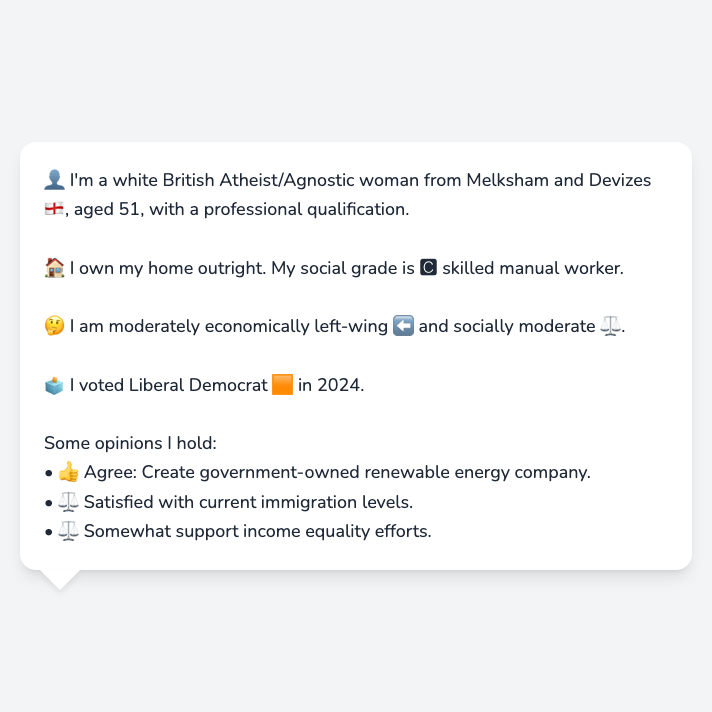 👤 I'm a white British Atheist/Agnostic woman from Melksham and Devizes
🏴󠁧󠁢󠁥󠁮󠁧󠁿, aged 51, with a professional qualification.
🏠 I own my home outright. My social grade is 🅲 skilled manual worker.
🤔 I am moderately economically left-wing ⬅️ and socially moderate ⚖️.
🗳️ I voted Liberal Democrat 🟧 in 2024.
Some opinions I hold:
• 👍 Agree: Create government-owned renewable energy company.
• ⚖️ Satisfied with current immigration levels.
• ⚖️ Somewhat support income equality efforts.